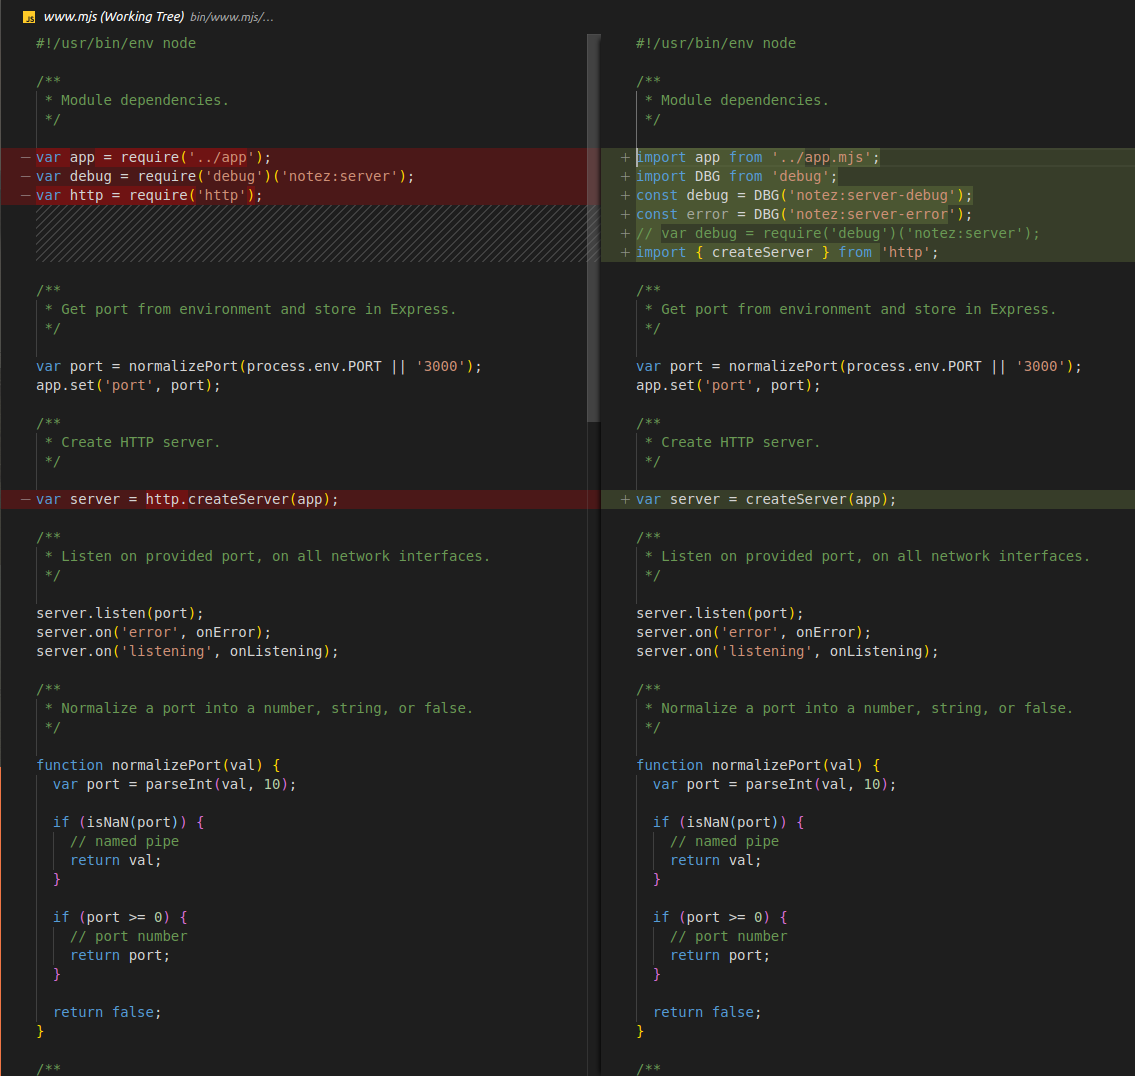 JS www.mjs (Working Tree) bin/www.mjs/...
#!/usr/bin/env node
/**
 * Module dependencies.
 */
− var app = require('../app');
− var debug = require('debug')('notez:server');
− var http = require('http');
/**
 * Get port from environment and store in Express.
 */
var port = normalizePort(process.env.PORT || '3000');
app.set('port', port);
/**
 * Create HTTP server.
 */
− var server = http.createServer(app);
/**
 * Listen on provided port, on all network interfaces.
 */
server.listen(port);
server.on('error', onError);
server.on('listening', onListening);
/**
 * Normalize a port into a number, string, or false.
 */
function normalizePort(val) {
  var port = parseInt(val, 10);
  if (isNaN(port)) {
    // named pipe
    return val;
  }
  if (port >= 0) {
    // port number
    return port;
  }
  return false;
}
/**
#!/usr/bin/env node
/**
 * Module dependencies.
 */
+ import app from '../app.mjs';
+ import DBG from 'debug';
+ const debug = DBG('notez:server-debug');
+ const error = DBG('notez:server-error');
+ // var debug = require('debug')('notez:server');
+ import { createServer } from 'http';
/**
 * Get port from environment and store in Express.
 */
var port = normalizePort(process.env.PORT || '3000');
app.set('port', port);
/**
 * Create HTTP server.
 */
+ var server = createServer(app);
/**
 * Listen on provided port, on all network interfaces.
 */
server.listen(port);
server.on('error', onError);
server.on('listening', onListening);
/**
 * Normalize a port into a number, string, or false.
 */
function normalizePort(val) {
  var port = parseInt(val, 10);
  if (isNaN(port)) {
    // named pipe
    return val;
  }
  if (port >= 0) {
    // port number
    return port;
  }
  return false;
}
/**